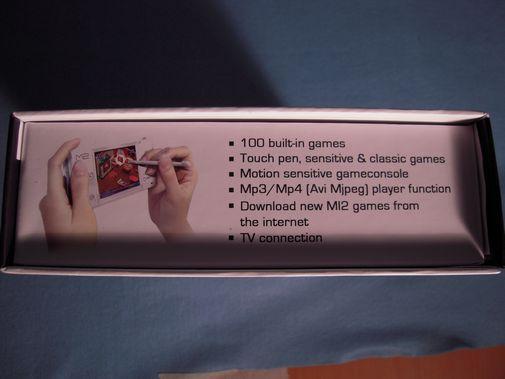 100 built-in games
Touch pen, sensitive & classic games
Motion sensitive gameconsole
Mp3/Mp4 (Avi Mjpeg) player function
Download new MI2 games from
the internet
TV connection